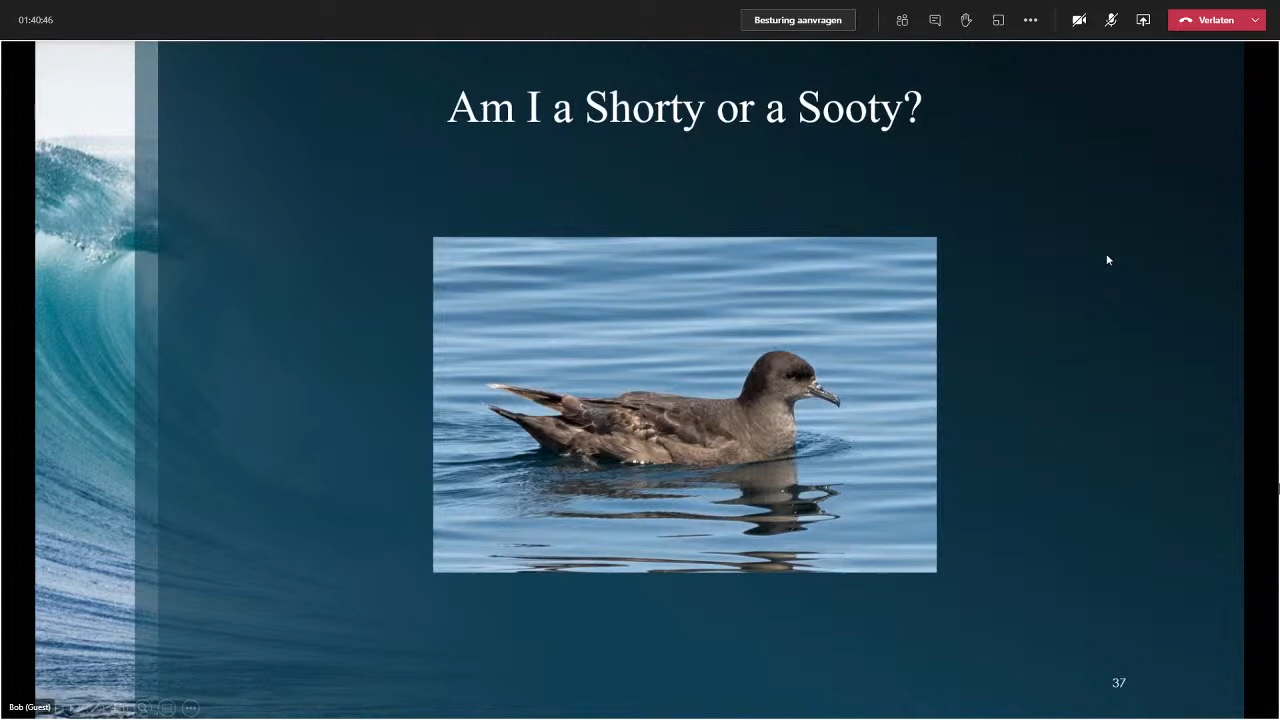 01:40:46
Besturing aanvragen
Verlaten
Am I a Shorty or a Sooty?
37
Bob (Guest)